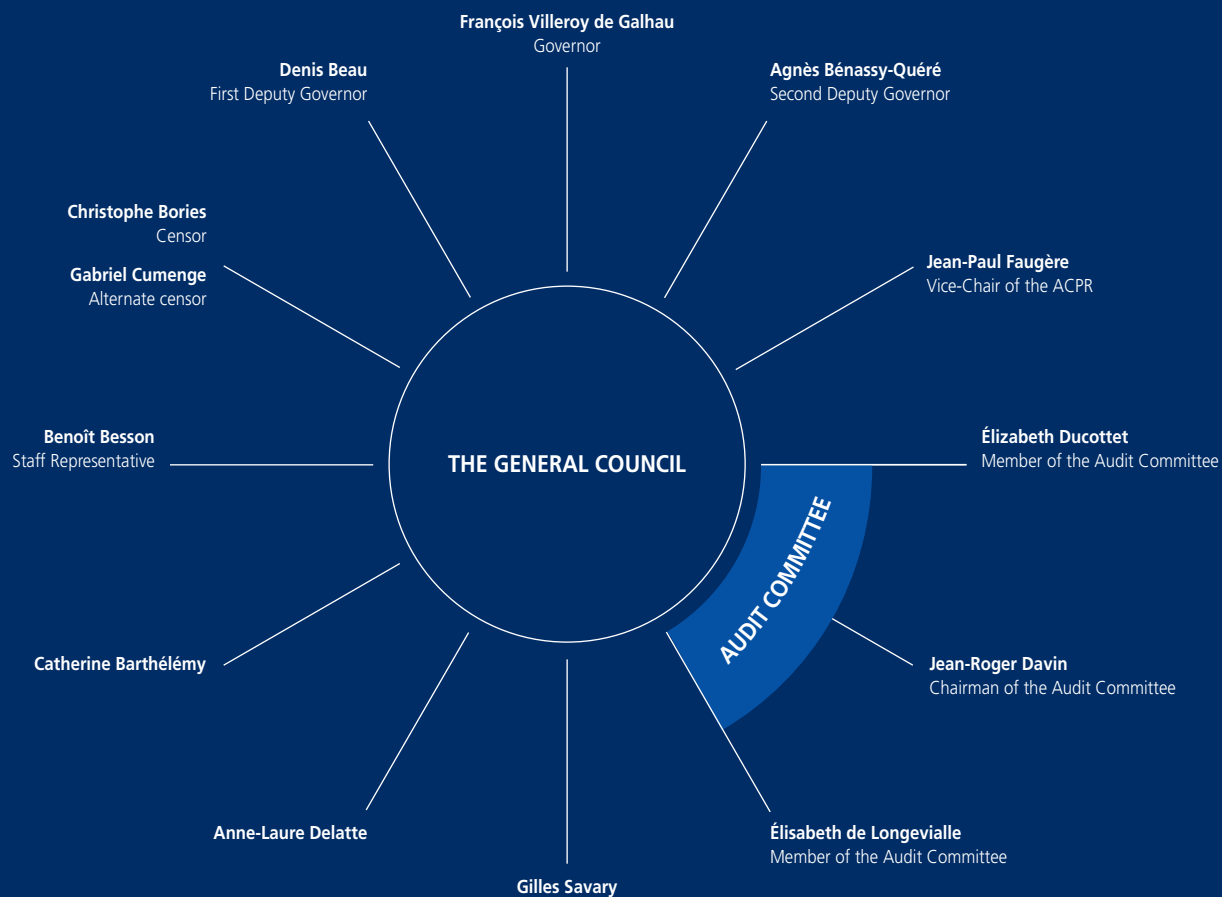 François Villeroy de Galhau
Governor
Denis Beau
First Deputy Governor
Agnès Bénassy-Quéré
Second Deputy Governor
Christophe Bories
Censor
Gabriel Cumenge
Alternate censor
Jean-Paul Faugère
Vice-Chair of the ACPR
Benoît Besson
Staff Representative
THE GENERAL COUNCIL
Élizabeth Ducottet
Member of the Audit Committee
AUDIT COMMITTEE
Catherine Barthélémy
Jean-Roger Davin
Chairman of the Audit Committee
Anne-Laure Delatte
Élisabeth de Longevialle
Member of the Audit Committee
Gilles Savary